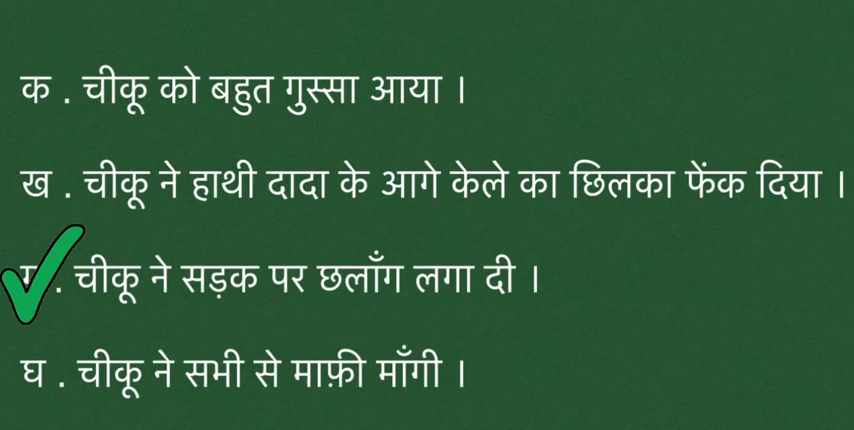 क . चीकू को बहुत गुस्सा आया ।
ख . चीकू ने हाथी दादा के आगे केले का छिलका फेंक दिया ।
ग . चीकू ने सड़क पर छलाँग लगा दी ।
घ . चीकू ने सभी से माफ़ी माँगी ।